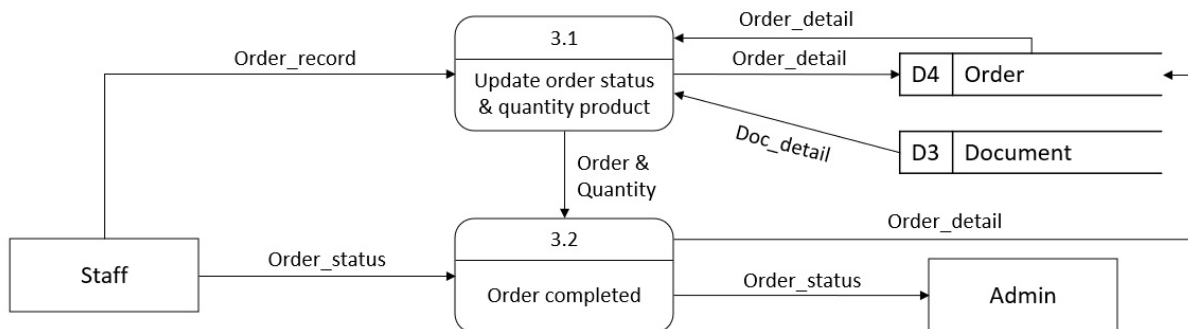 Order_detail
3.1
Order_record
Order_detail
D4 Order
Update order status
& quantity product
Doc_detail
D3 Document
Order &
Quantity
Order_detail
3.2
Staff
Order_status
Order completed
Order_status
Admin